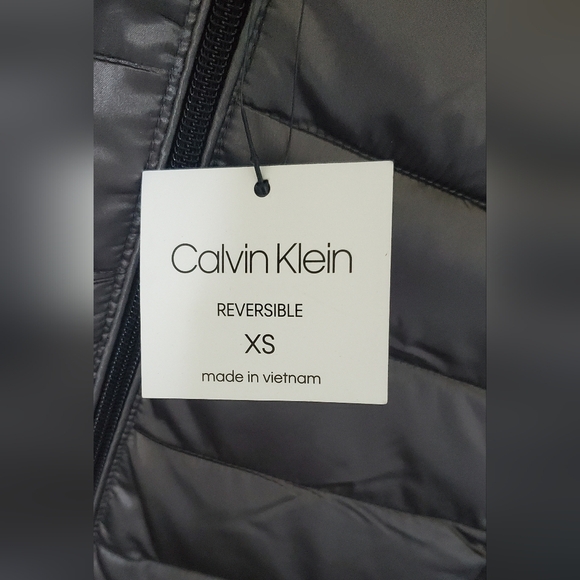 Calvin Klein
REVERSIBLE
XS
made in vietnam